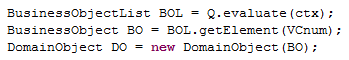 BusinessObjectList BOL = Q.evaluate(ctx);
BusinessObject BO = BOL.getElement(VCnum);
DomainObject DO = new DomainObject(BO);